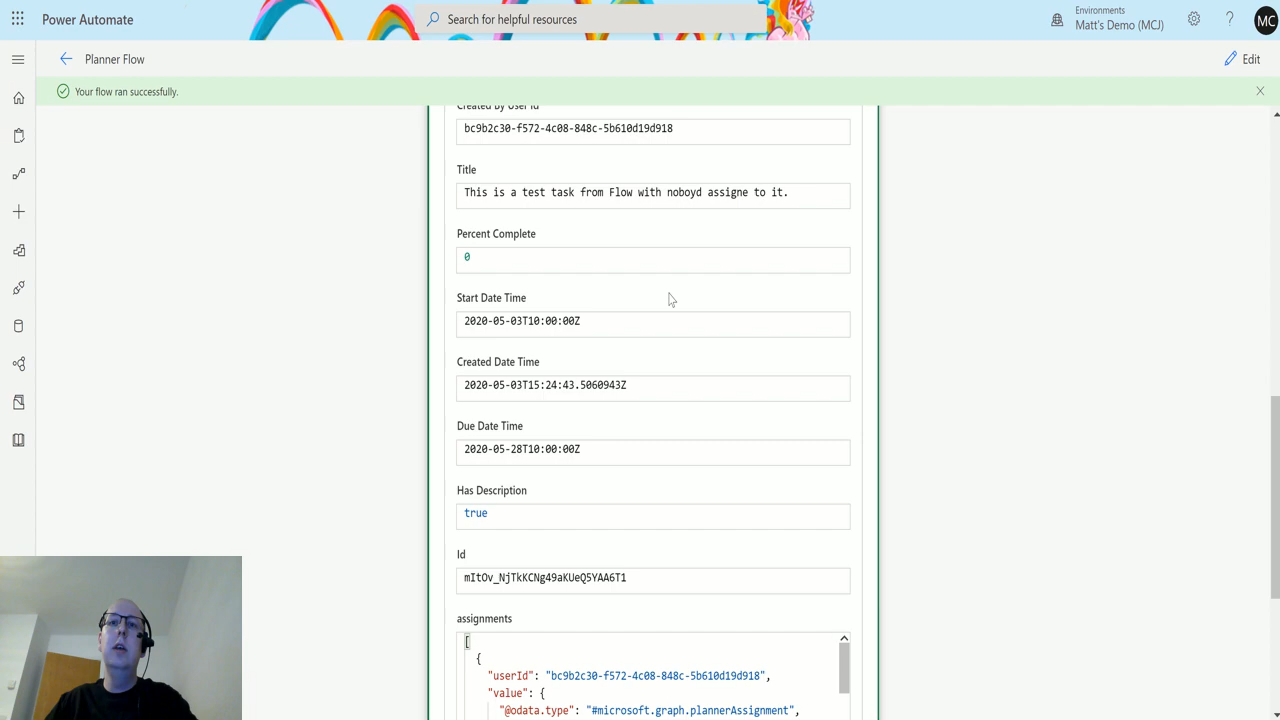 Power Automate
Search for helpful resources
Environments
Matt's Demo (MCJ)
MC
Planner Flow
Edit
Your flow ran successfully.
Created By User Id
bc9b2c30-f572-4c08-848c-5b610d19d918
Title
This is a test task from Flow with noboyd assigne to it.
Percent Complete
0
Start Date Time
2020-05-03T10:00:00Z
Created Date Time
2020-05-03T15:24:43.5060943Z
Due Date Time
2020-05-28T10:00:00Z
Has Description
true
Id
mItOv_NjTkKCNg49aKUeQ5YAA6T1
assignments
[
{
"userId": "bc9b2c30-f572-4c08-848c-5b610d19d918",
"value": {
"@odata.type": "#microsoft.graph.plannerAssignment",